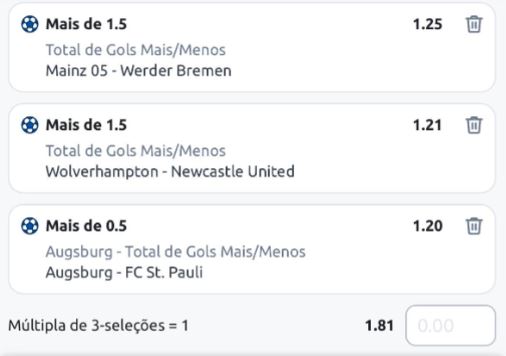 Mais de 1.5 1.25
Total de Gols Mais/Menos
Mainz 05 - Werder Bremen
Mais de 1.5 1.21
Total de Gols Mais/Menos
Wolverhampton - Newcastle United
Mais de 0.5 1.20
Augsburg - Total de Gols Mais/Menos
Augsburg - FC St. Pauli
Múltipla de 3-seleções = 1 1.81 0.00